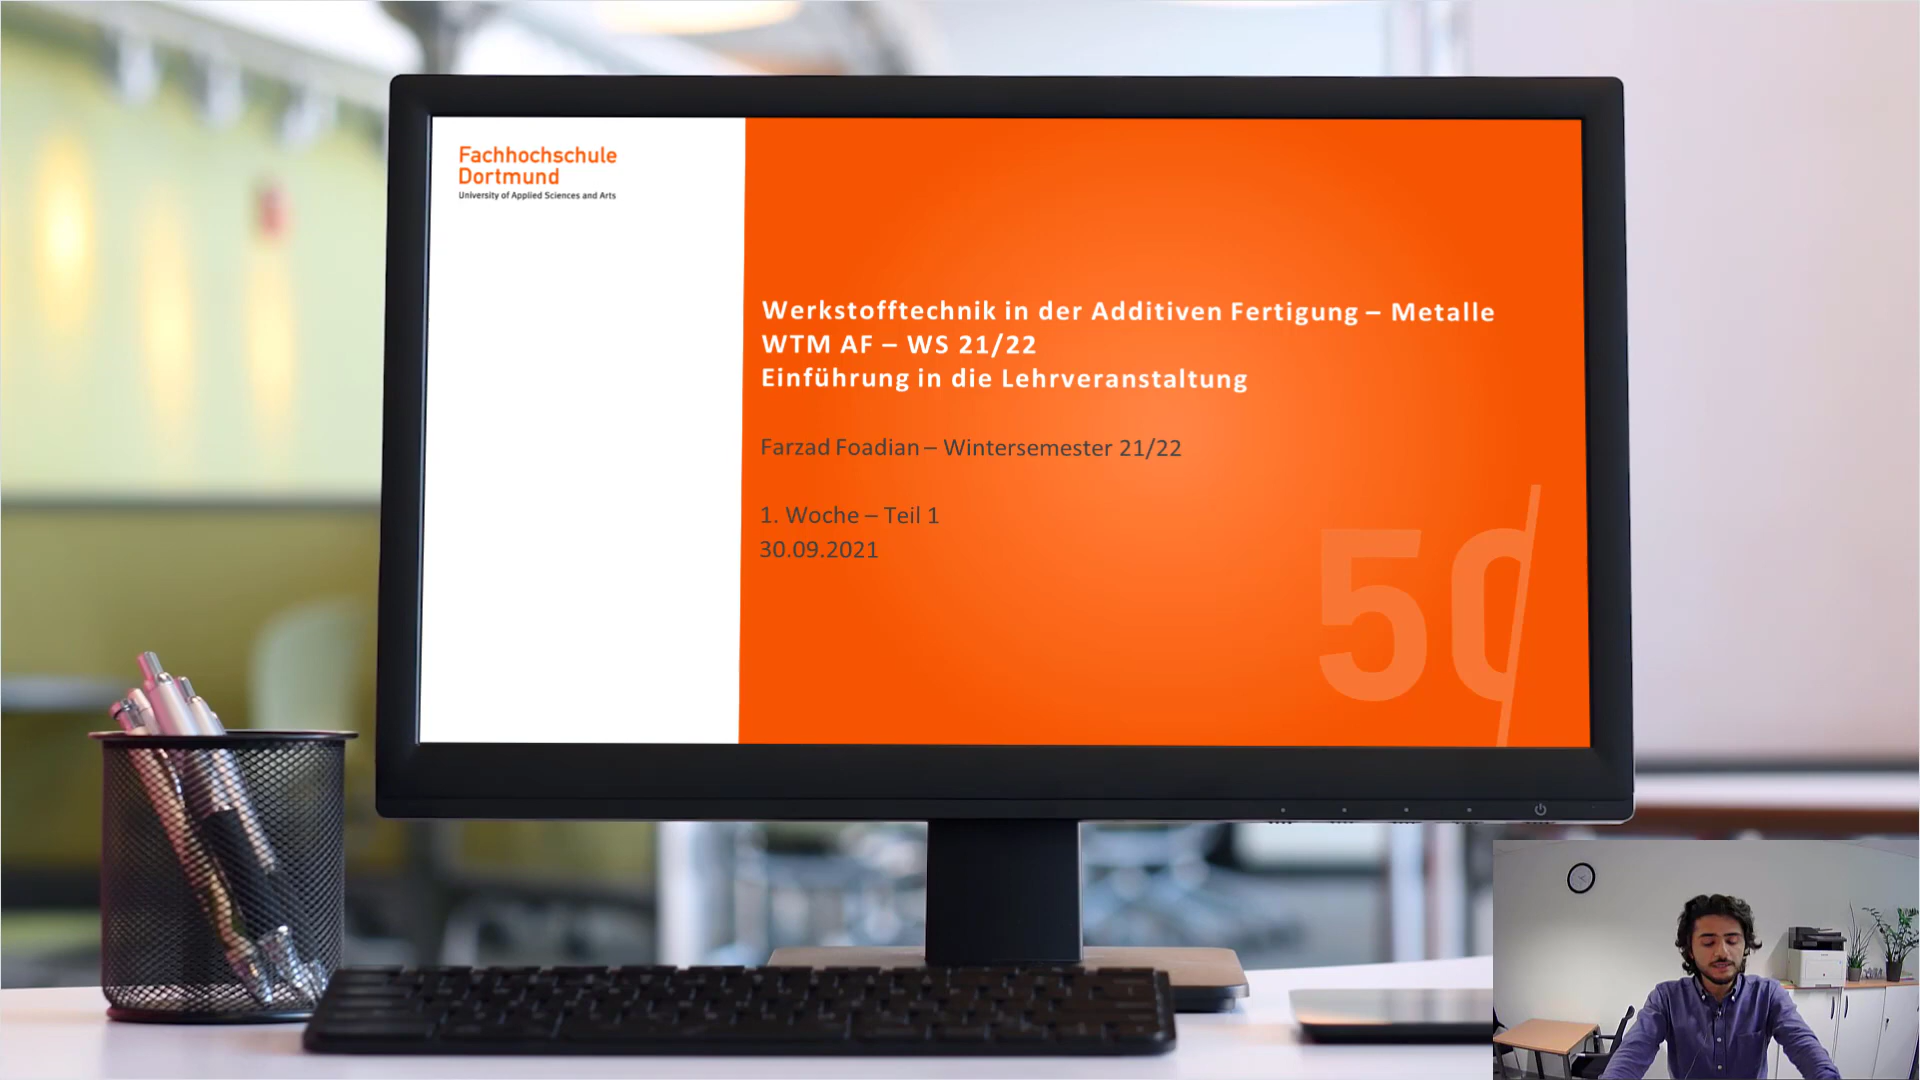 Fachhochschule
Dortmund
University of Applied Sciences and Arts
Werkstofftechnik in der Additiven Fertigung – Metalle
WTM AF – WS 21/22
Einführung in die Lehrveranstaltung
Farzad Foadian – Wintersemester 21/22
1. Woche – Teil 1
30.09.2021
50